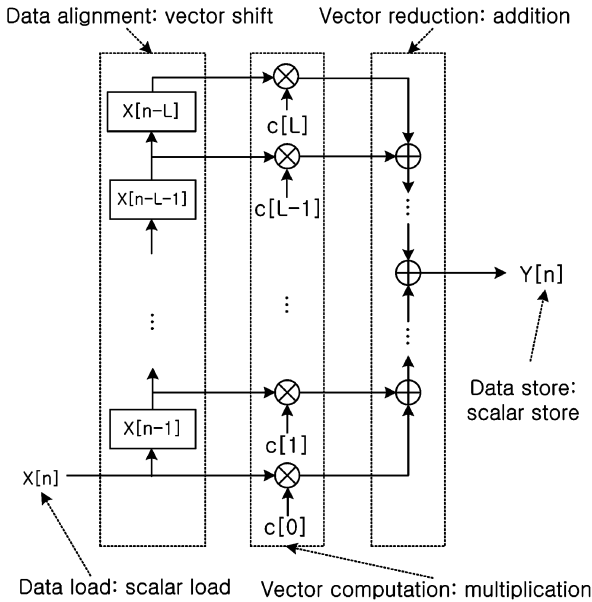 Data alignment: vector shift
Vector reduction: addition
X[n-L]
c[L]
X[n-L-1]
c[L-1]
Y[n]
Data store:
scalar store
X[n-1]
c[1]
X[n]
c[0]
Data load: scalar load
Vector computation: multiplication